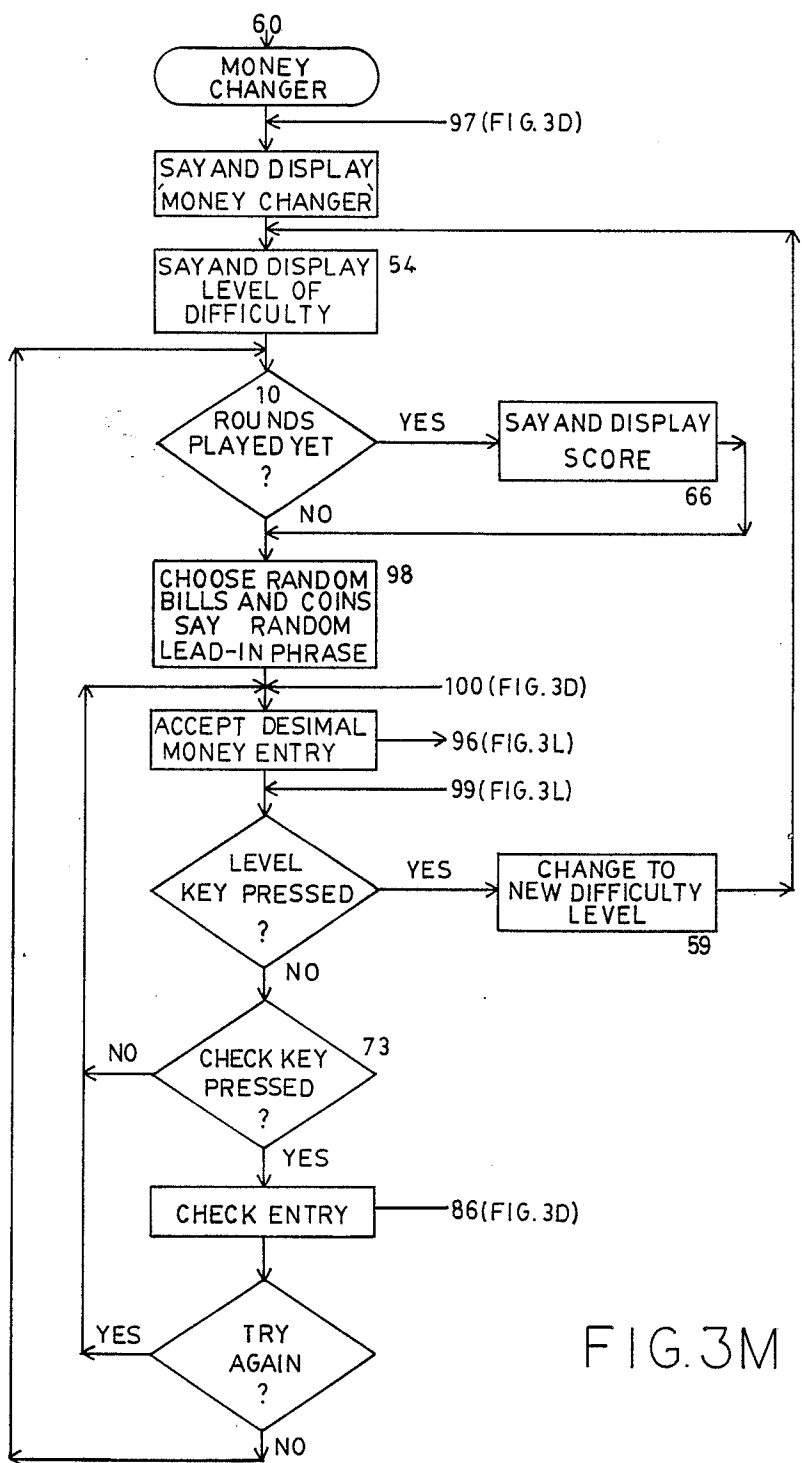 60
MONEY
CHANGER
97(FIG.3D)
SAY AND DISPLAY
'MONEY CHANGER'
SAY AND DISPLAY
LEVEL OF
DIFFICULTY
54
10
ROUNDS
PLAYED YET
?
YES
SAY AND DISPLAY
SCORE
66
NO
CHOOSE RANDOM
BILLS AND COINS
SAY RANDOM
LEAD-IN PHRASE
98
100(FIG.3D)
ACCEPT DESIMAL
MONEY ENTRY
96(FIG.3L)
99(FIG.3L)
LEVEL
KEY PRESSED
?
YES
CHANGE TO
NEW DIFFICULTY
LEVEL
59
NO
CHECK KEY
PRESSED
?
73
NO
YES
CHECK ENTRY
86(FIG.3D)
TRY
AGAIN
?
YES
NO
FIG.3M